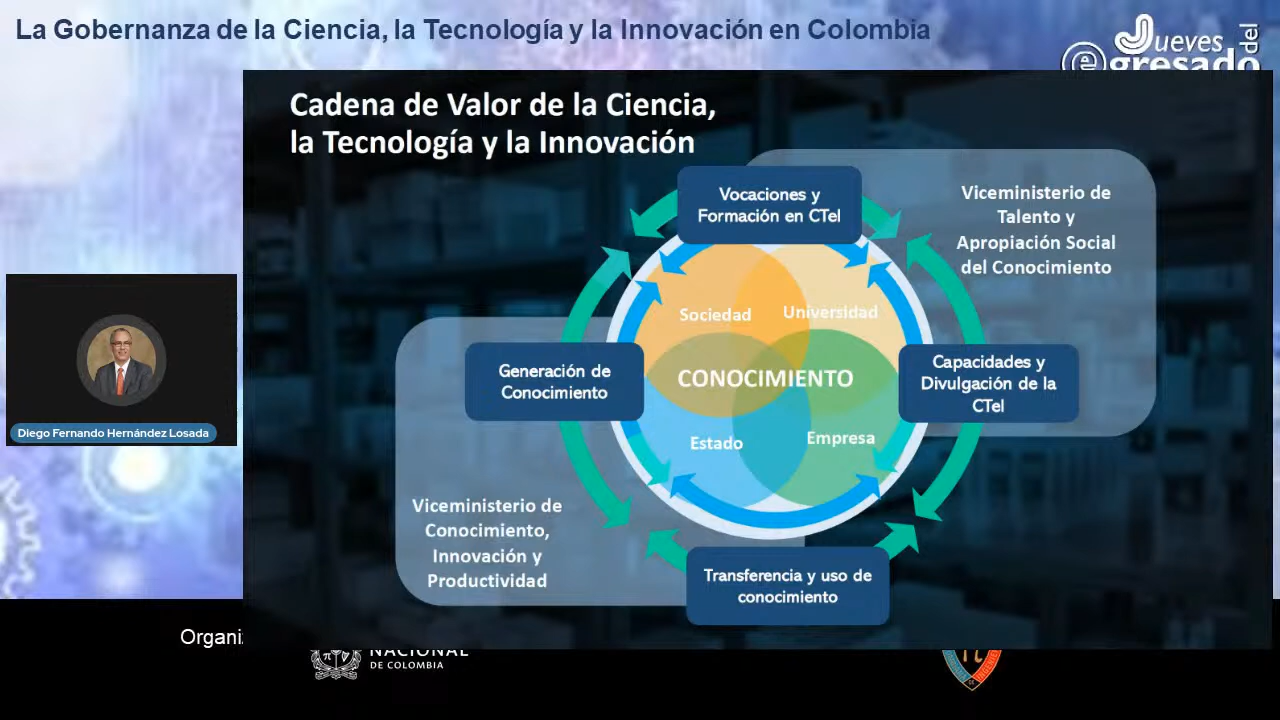 La Gobernanza de la Ciencia, la Tecnología y la Innovación en Colombia
Jueves
del
egresado
Cadena de Valor de la Ciencia,
la Tecnología y la Innovación
Vocaciones y
Formación en CTeI
Viceministerio de
Talento y
Apropiación Social
del Conocimiento
Sociedad
Universidad
Generación de
Conocimiento
CONOCIMIENTO
Capacidades y
Divulgación de la
CTeI
Estado
Empresa
Diego Fernando Hernández Losada
Viceministerio de
Conocimiento,
Innovación y
Productividad
Transferencia y uso de
conocimiento
NACIONAL
DE COLOMBIA